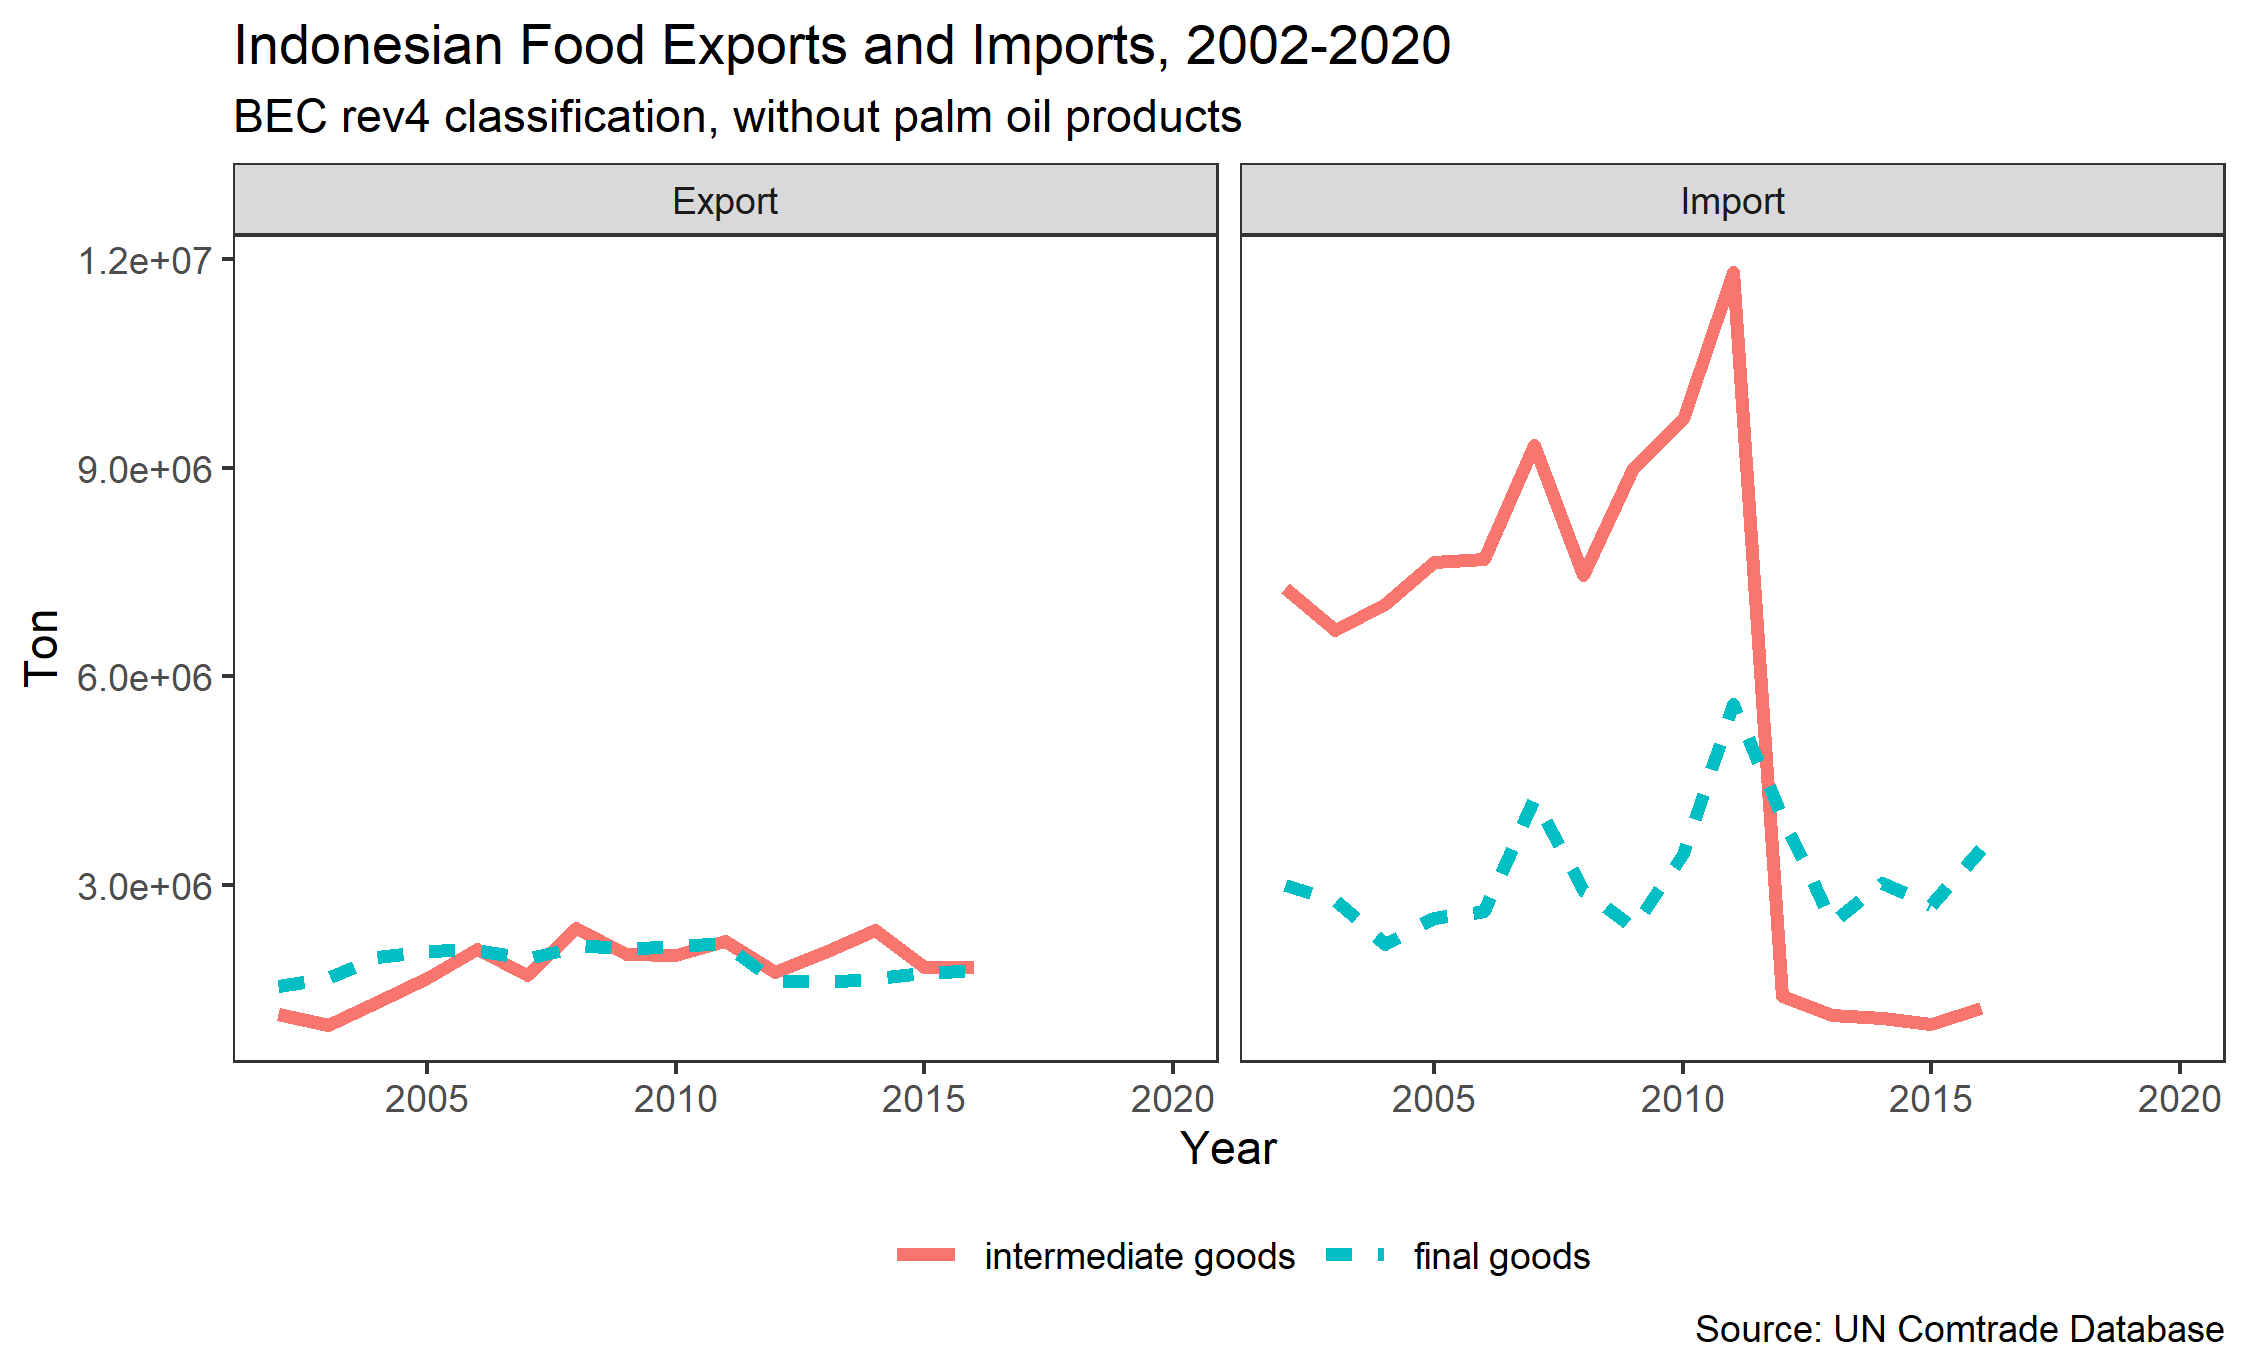 Indonesian Food Exports and Imports, 2002-2020
BEC rev4 classification, without palm oil products
Export
Import
Ton
1.2e+07
9.0e+06
6.0e+06
3.0e+06
2005 2010 2015 2020
2005 2010 2015 2020
Year
intermediate goods final goods
Source: UN Comtrade Database